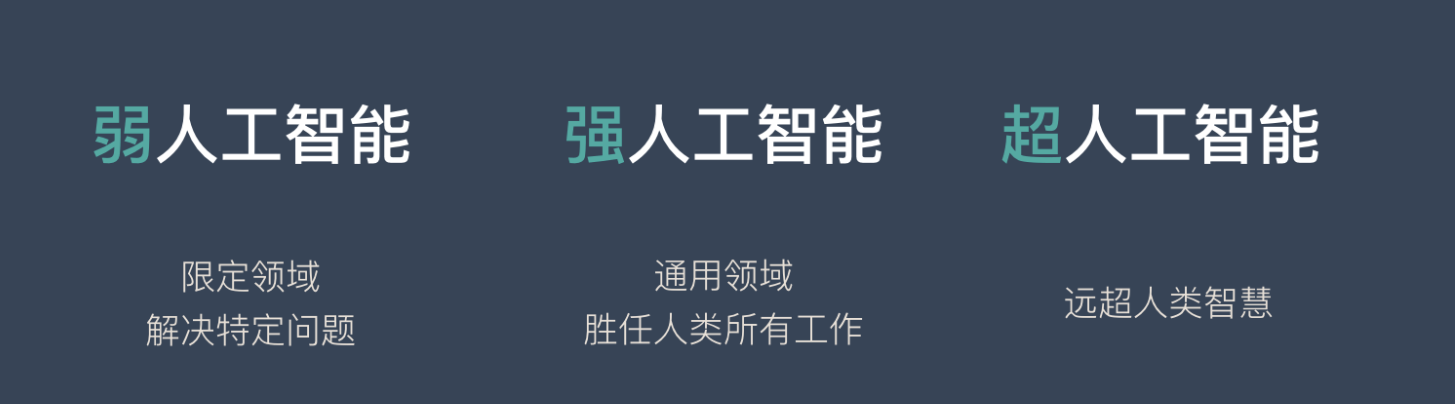 弱人工智能
限定领域
解决特定问题
强人工智能
通用领域
胜任人类所有工作
超人工智能
远超人类智慧